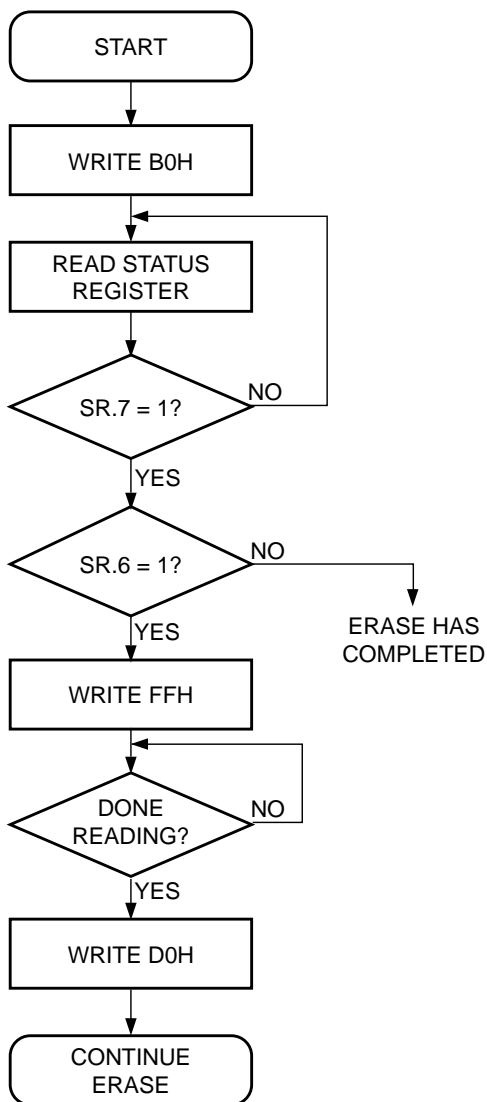 START
WRITE B0H
READ STATUS
REGISTER
SR.7 = 1?
NO
YES
SR.6 = 1?
NO
YES
ERASE HAS
COMPLETED
WRITE FFH
DONE
READING?
NO
YES
WRITE D0H
CONTINUE
ERASE